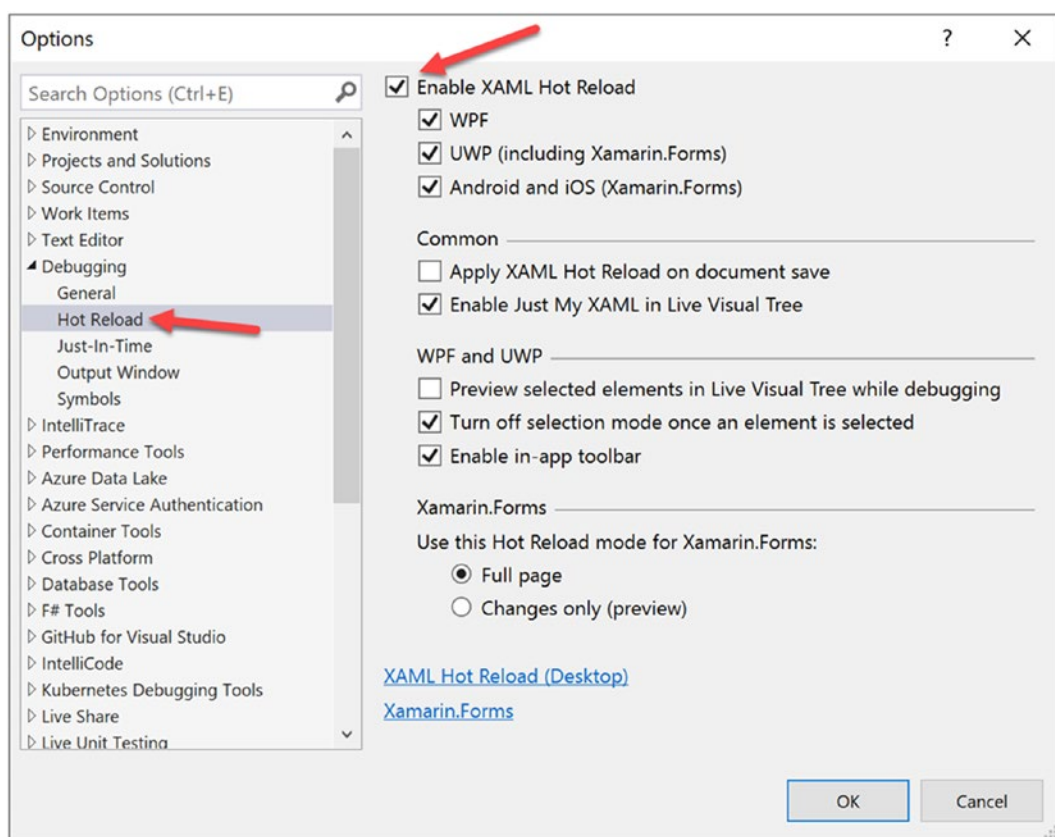 Options
?
Search Options (Ctrl+E)
Environment
Projects and Solutions
Source Control
Work Items
Text Editor
Debugging
General
Hot Reload
Just-In-Time
Output Window
Symbols
IntelliTrace
Performance Tools
Azure Data Lake
Azure Service Authentication
Container Tools
Cross Platform
Database Tools
F# Tools
GitHub for Visual Studio
IntelliCode
Kubernetes Debugging Tools
Live Share
Live Unit Testing
Enable XAML Hot Reload
WPF
UWP (including Xamarin.Forms)
Android and iOS (Xamarin.Forms)
Common
Apply XAML Hot Reload on document save
Enable Just My XAML in Live Visual Tree
WPF and UWP
Preview selected elements in Live Visual Tree while debugging
Turn off selection mode once an element is selected
Enable in-app toolbar
Xamarin.Forms
Use this Hot Reload mode for Xamarin.Forms:
Full page
Changes only (preview)
XAML Hot Reload (Desktop)
Xamarin.Forms
OK
Cancel